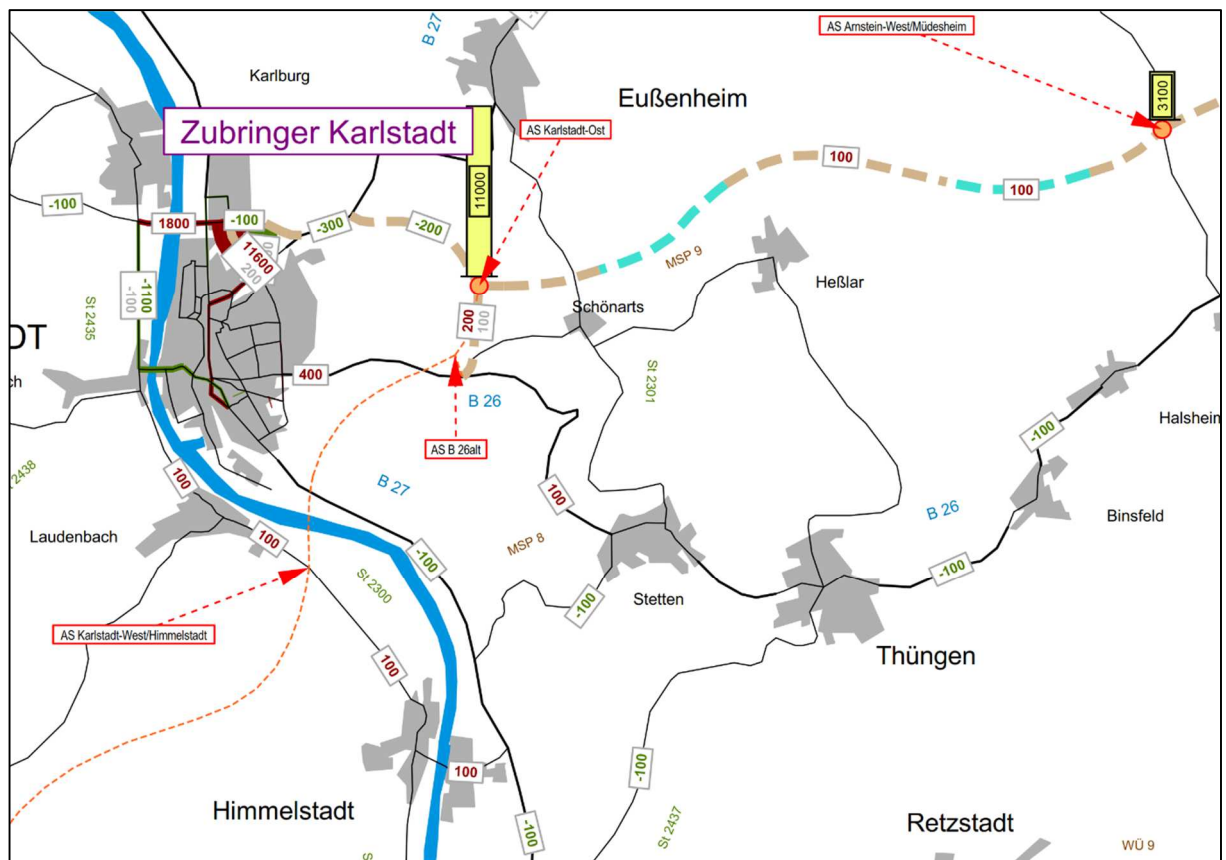 B 27
AS Arnstein-West/Müdesheim
Karlburg
3100
Eußenheim
Zubringer Karlstadt
AS Karlstadt-Ost
100
100
11000
-100
1800
-100
-300
-200
11600
200
MSP 9
Heßlar
-1100
-100
St 2435
200
100
Schönarts
DT
ch
400
B 26
St 2301
Halsheim
AS B 26alt
-100
2438
100
B 27
100
B 26
Binsfeld
Laudenbach
100
MSP 8
-100
-100
St 2300
-100
Stetten
AS Karlstadt-West/Himmelstadt
100
Thüngen
-100
100
Himmelstadt
-100
St 2437
Retzstadt
WÜ 9
S